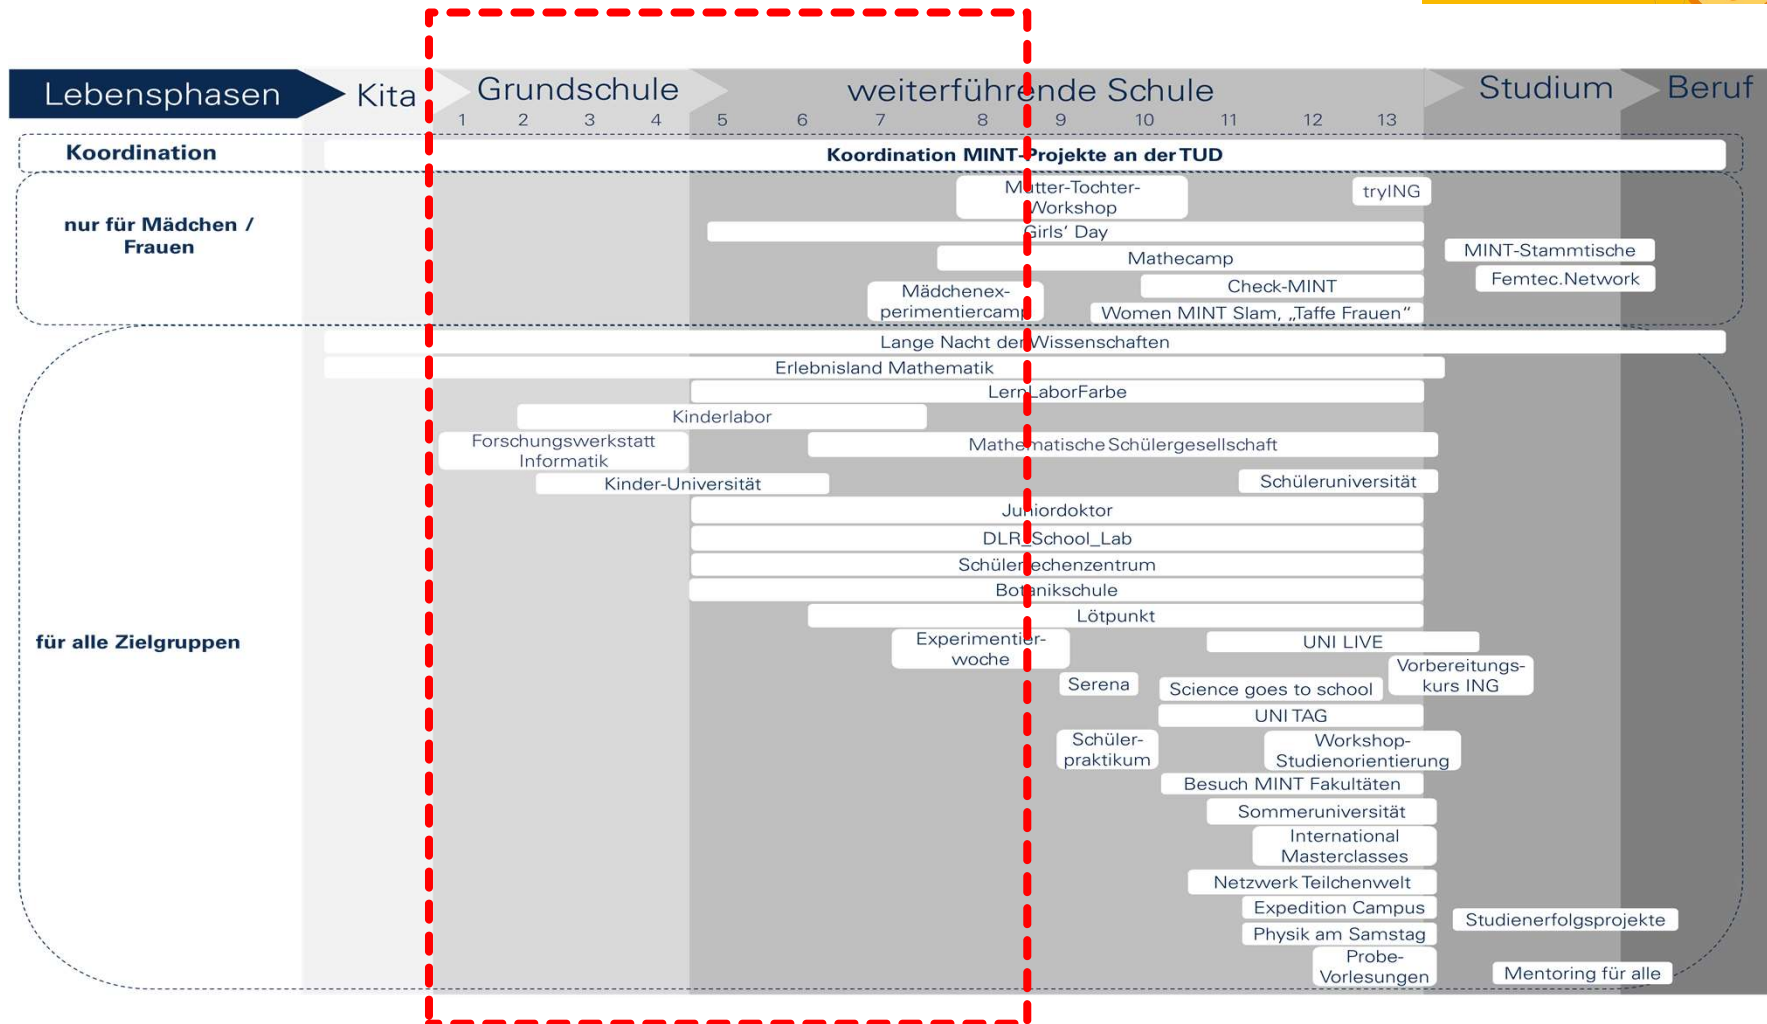 Lebensphasen
Kita
Grundschule
weiterführende Schule
Studium
Beruf
1 2 3 4 5 6 7 8 9 10 11 12 13
Koordination
Koordination MINT-Projekte an der TUD
nur für Mädchen /
Frauen
Mutter-Tochter-
Workshop
tryING
Girls' Day
MINT-Stammtische
Mathecamp
Femtec.Network
Check-MINT
Mädchenex-
perimentiercamp
Women MINT Slam, „Taffe Frauen"
für alle Zielgruppen
Lange Nacht der Wissenschaften
Erlebnisland Mathematik
LernLaborFarbe
Kinderlabor
Forschungswerkstatt
Informatik
Mathematische Schülergesellschaft
Kinder-Universität
Schüleruniversität
Juniordoktor
DLR_School_Lab
Schülerrechenzentrum
Botanikschule
Lötpunkt
Experimentier-
woche
UNI LIVE
Vorbereitungs-
kurs ING
Serena
Science goes to school
UNI TAG
Schüler-
praktikum
Workshop-
Studienorientierung
Besuch MINT Fakultäten
Sommeruniversität
International
Masterclasses
Netzwerk Teilchenwelt
Expedition Campus
Studienerfolgsprojekte
Physik am Samstag
Probe-
Vorlesungen
Mentoring für alle